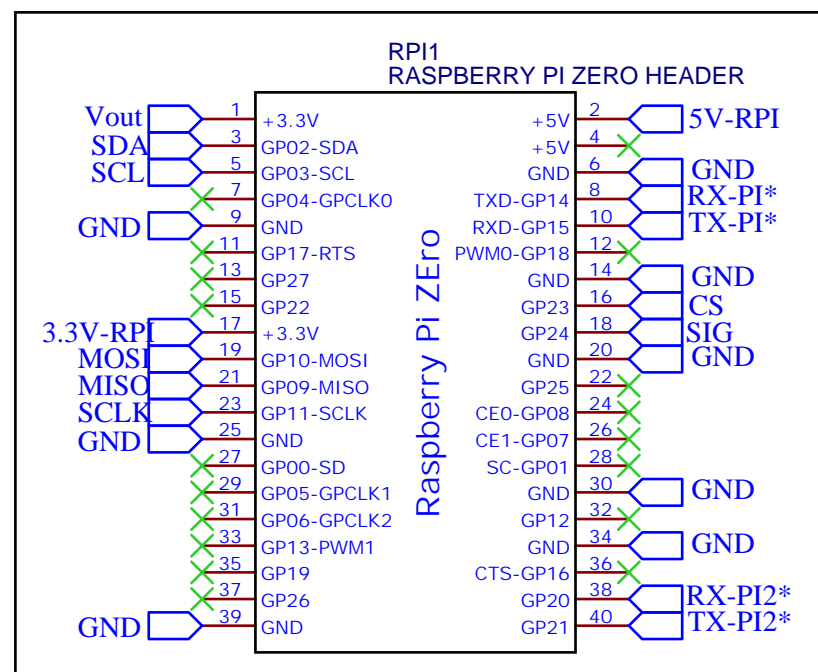 RPI1
RASPBERRY PI ZERO HEADER
Vout 1 +3.3V +5V 2 5V-RPI
SDA 3 GP02-SDA +5V 4
SCL 5 GP03-SCL GND 6 GND
7 GP04-GPCLK0 TXD-GP14 8 RX-PI*
GND 9 GND RXD-GP15 10 TX-PI*
11 GP17-RTS PWM0-GP18 12
13 GP27 GND 14 GND
15 GP22 GP23 16 CS
3.3V-RPI 17 +3.3V GP24 18 SIG
MOSI 19 GP10-MOSI GND 20 GND
MISO 21 GP09-MISO GP25 22
SCLK 23 GP11-SCLK CE0-GP08 24
GND 25 GND CE1-GP07 26
27 GP00-SD SC-GP01 28
29 GP05-GPCLK1 GND 30 GND
31 GP06-GPCLK2 GP12 32
33 GP13-PWM1 GND 34 GND
35 GP19 CTS-GP16 36
37 GP26 GP20 38 RX-PI2*
GND 39 GND GP21 40 TX-PI2*
Raspberry Pi ZEro